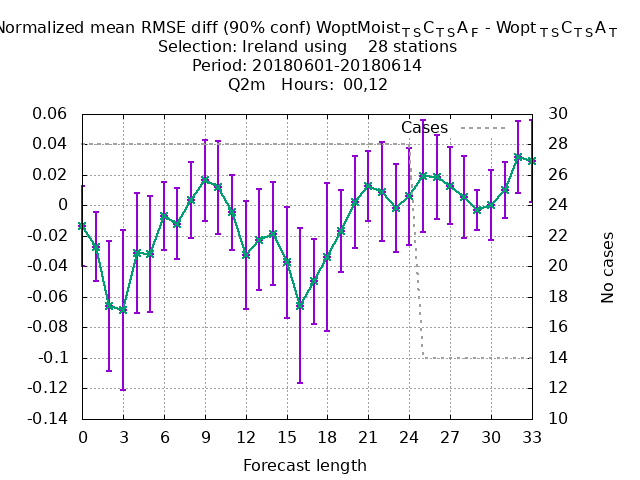 Normalized mean RMSE diff (90% conf) WoptMoistTSCTSAF - WoptTSCTSAT
Selection: Ireland using 28 stations
Period: 20180601-20180614
Q2m Hours: 00,12
Cases
0.06
0.04
0.02
0
-0.02
-0.04
-0.06
-0.08
-0.1
-0.12
-0.14
30
28
26
24
22
20
18
16
14
12
10
No cases
0 3 6 9 12 15 18 21 24 27 30 33
Forecast length